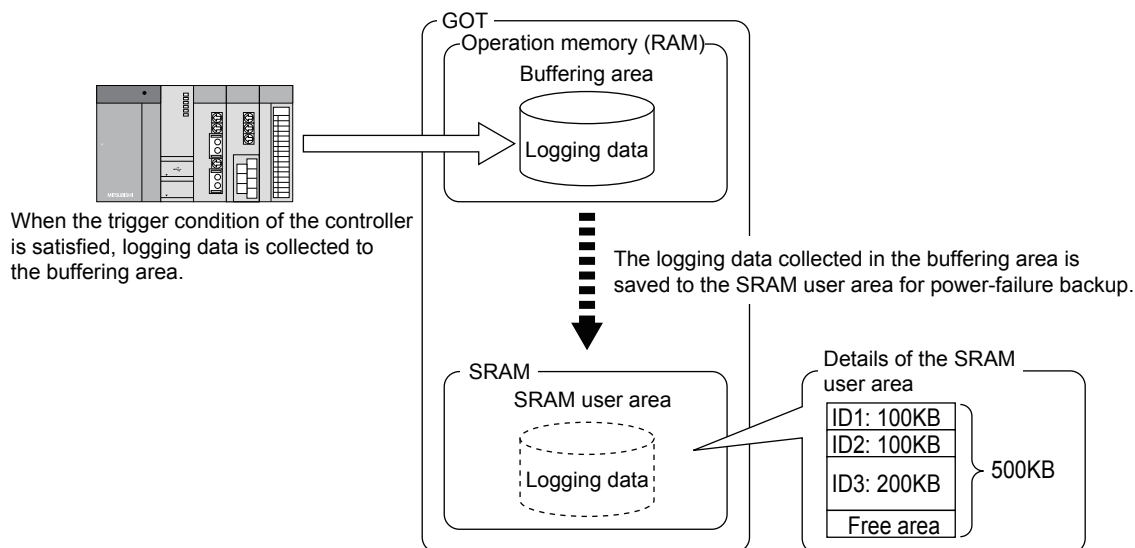 GOT
Operation memory (RAM)
Buffering area
Logging data
When the trigger condition of the controller
is satisfied, logging data is collected to
the buffering area.
The logging data collected in the buffering area is
saved to the SRAM user area for power-failure backup.
SRAM
SRAM user area
Logging data
Details of the SRAM
user area
ID1: 100KB
ID2: 100KB
ID3: 200KB
Free area
500KB